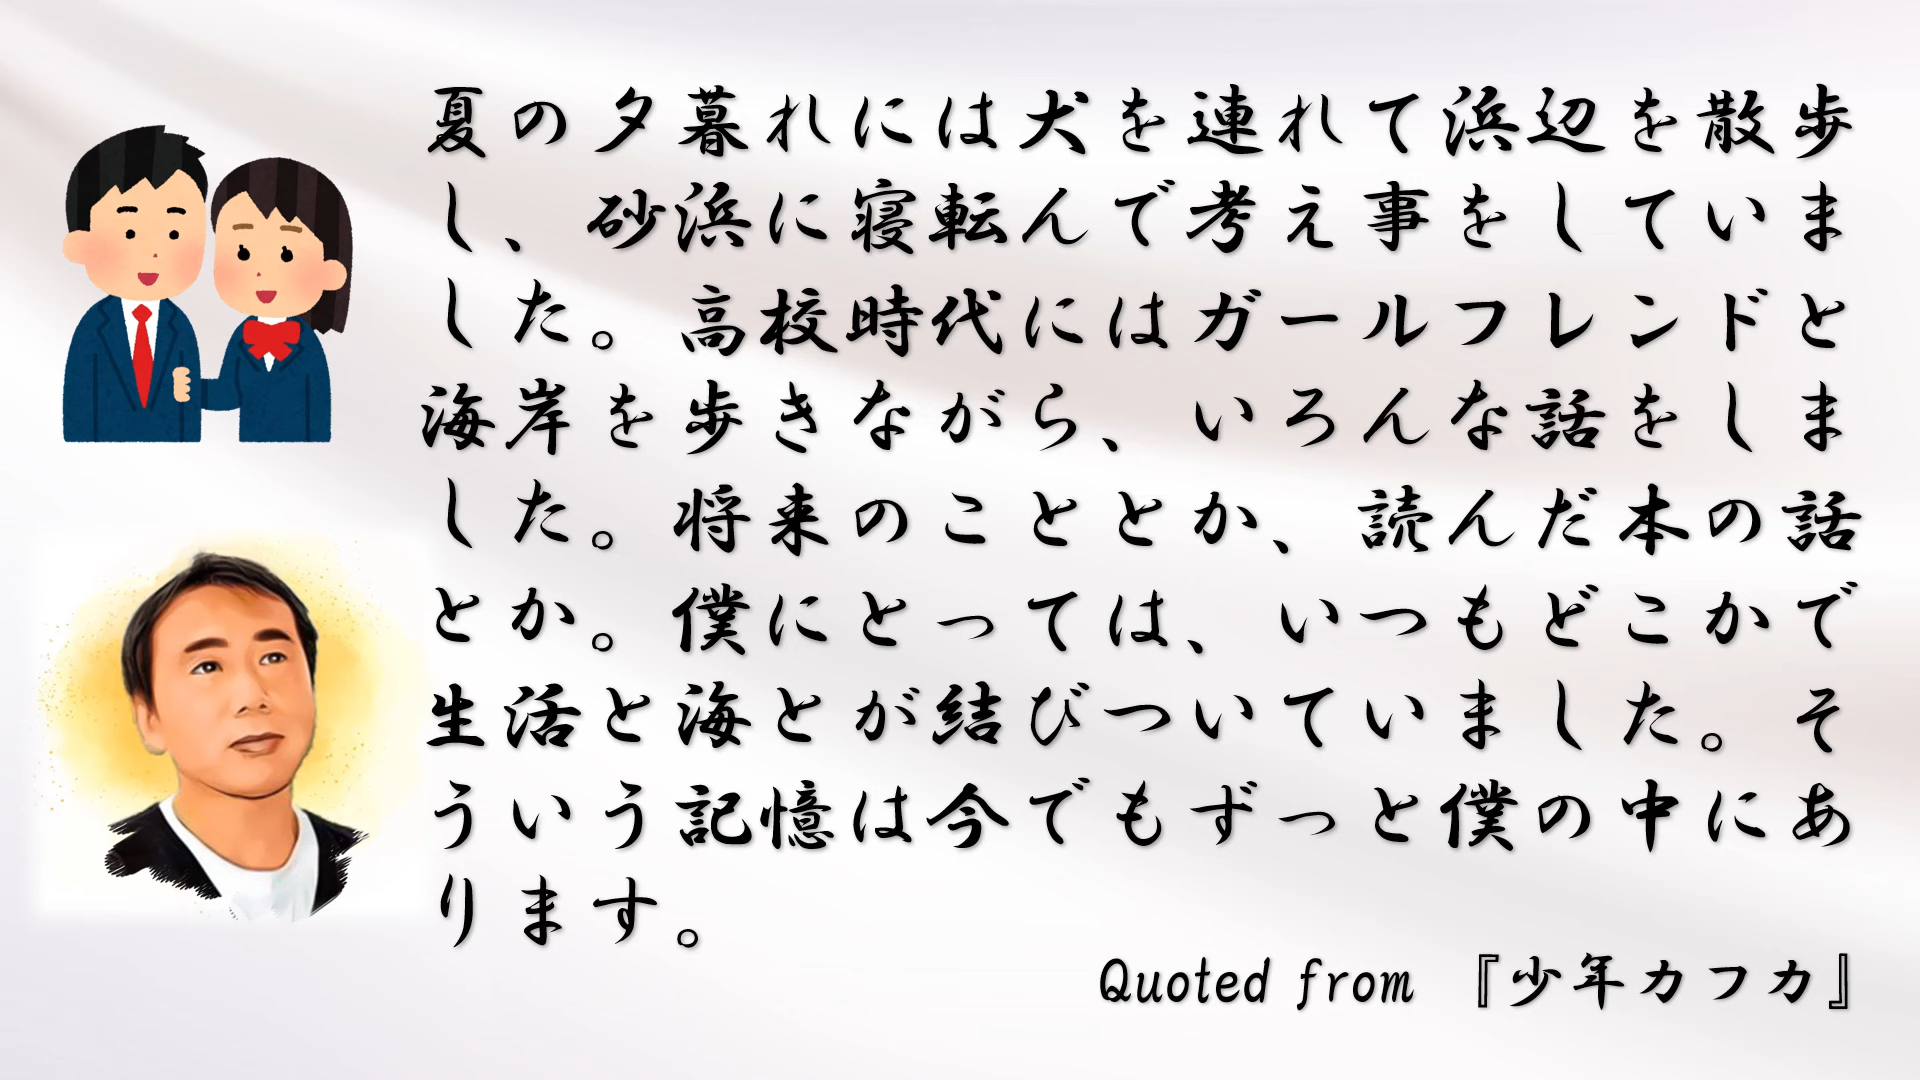 夏の夕暮れには犬を連れて浜辺を散歩
し、砂浜に寝転んで考え事をしていま
した。高校時代にはガールフレンドと
海岸を歩きながら、いろんな話をしま
した。将来のこととか、読んだ本の話
とか。僕にとっては、いつもどこかで
生活と海とが結びついていました。そ
ういう記憶は今でもずっと僕の中にあ
ります。
Quoted from 『少年カフカ』